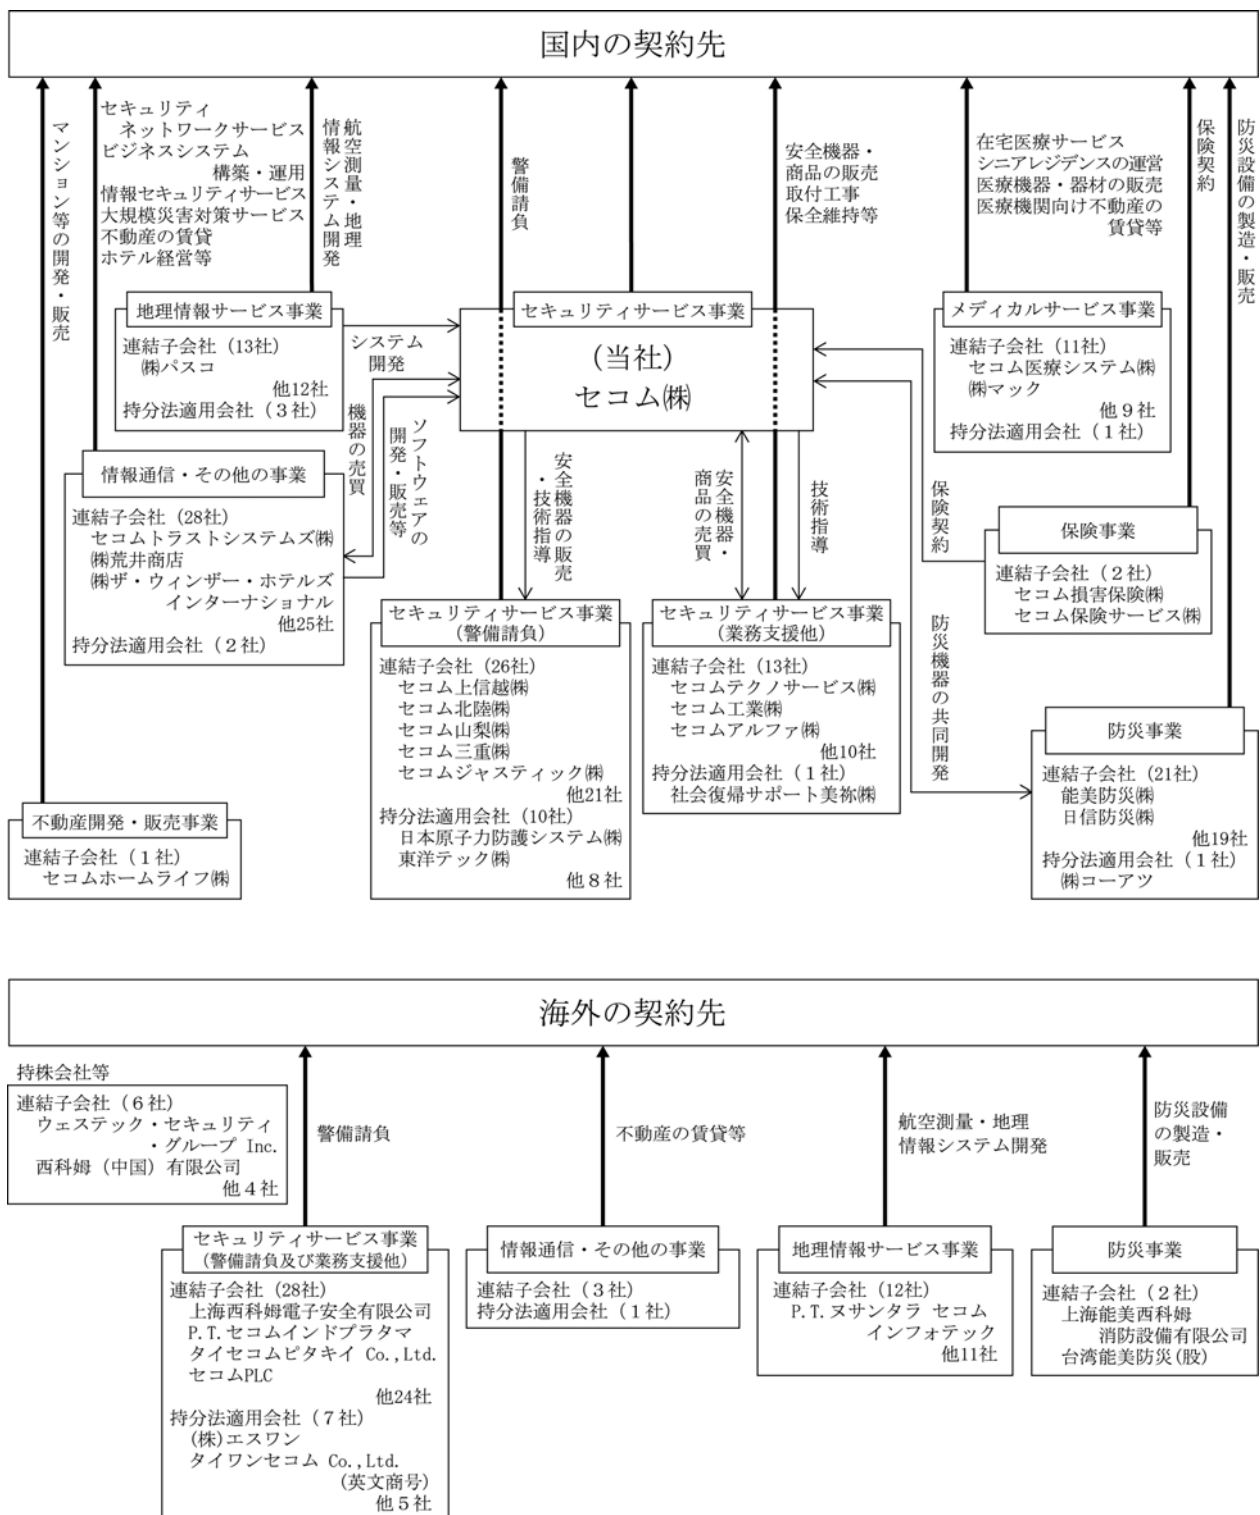 国内の契約先
マンション等の開発・販売
セキュリティ
ネットワークサービス
ビジネスシステム
構築・運用
情報セキュリティサービス
大規模災害対策サービス
不動産の賃貸
ホテル経営等
航空測量・地理
情報システム開発
警備請負
安全機器・
商品の販売
取付工事
保全維持等
在宅医療サービス
シニアレジデンスの運営
医療機器・器材の販売
医療機関向け不動産の
賃貸等
保険契約
防災設備の製造・販売
地理情報サービス事業
連結子会社（13社）
㈱パスコ
他12社
持分法適用会社（３社）
システム
開発
セキュリティサービス事業
(当社)
セコム㈱
メディカルサービス事業
連結子会社（11社）
セコム医療システム㈱
㈱マック
他９社
持分法適用会社（１社）
情報通信・その他の事業
連結子会社（28社）
セコムトラストシステムズ㈱
㈱荒井商店
㈱ザ・ウィンザー・ホテルズ
インターナショナル
他25社
持分法適用会社（２社）
機器の売買
ソフトウェアの
開発・販売等
安全機器の販売
・技術指導
安全機器・
商品の売買
技術指導
保険契約
防災機器の共同開発
保険事業
連結子会社（２社）
セコム損害保険㈱
セコム保険サービス㈱
セキュリティサービス事業
(警備請負)
連結子会社（26社）
セコム上信越㈱
セコム北陸㈱
セコム山梨㈱
セコム三重㈱
セコムジャスティック㈱
他21社
持分法適用会社（10社）
日本原子力防護システム㈱
東洋テック㈱
他８社
セキュリティサービス事業
(業務支援他)
連結子会社（13社）
セコムテクノサービス㈱
セコム工業㈱
セコムアルファ㈱
他10社
持分法適用会社（１社）
社会復帰サポート美祢㈱
防災事業
連結子会社（21社）
能美防災㈱
日信防災㈱
他19社
持分法適用会社（１社）
㈱コーアツ
不動産開発・販売事業
連結子会社（１社）
セコムホームライフ㈱
海外の契約先
持株会社等
連結子会社（６社）
ウェステック・セキュリティ
・グループ Inc.
西科姆（中国）有限公司
他４社
警備請負
不動産の賃貸等
航空測量・地理
情報システム開発
防災設備
の製造・
販売
セキュリティサービス事業
(警備請負及び業務支援他)
連結子会社（28社）
上海西科姆電子安全有限公司
P.T.セコムインドプラタマ
タイセコムピタキイ Co.,Ltd.
セコムPLC
他24社
持分法適用会社（７社）
(株)エスワン
タイワンセコム Co.,Ltd.
(英文商号)
他５社
情報通信・その他の事業
連結子会社（３社）
持分法適用会社（１社）
地理情報サービス事業
連結子会社（12社）
P.T.ヌサンタラ セコム
インフォテック
他11社
防災事業
連結子会社（２社）
上海能美西科姆
消防設備有限公司
台湾能美防災(股)